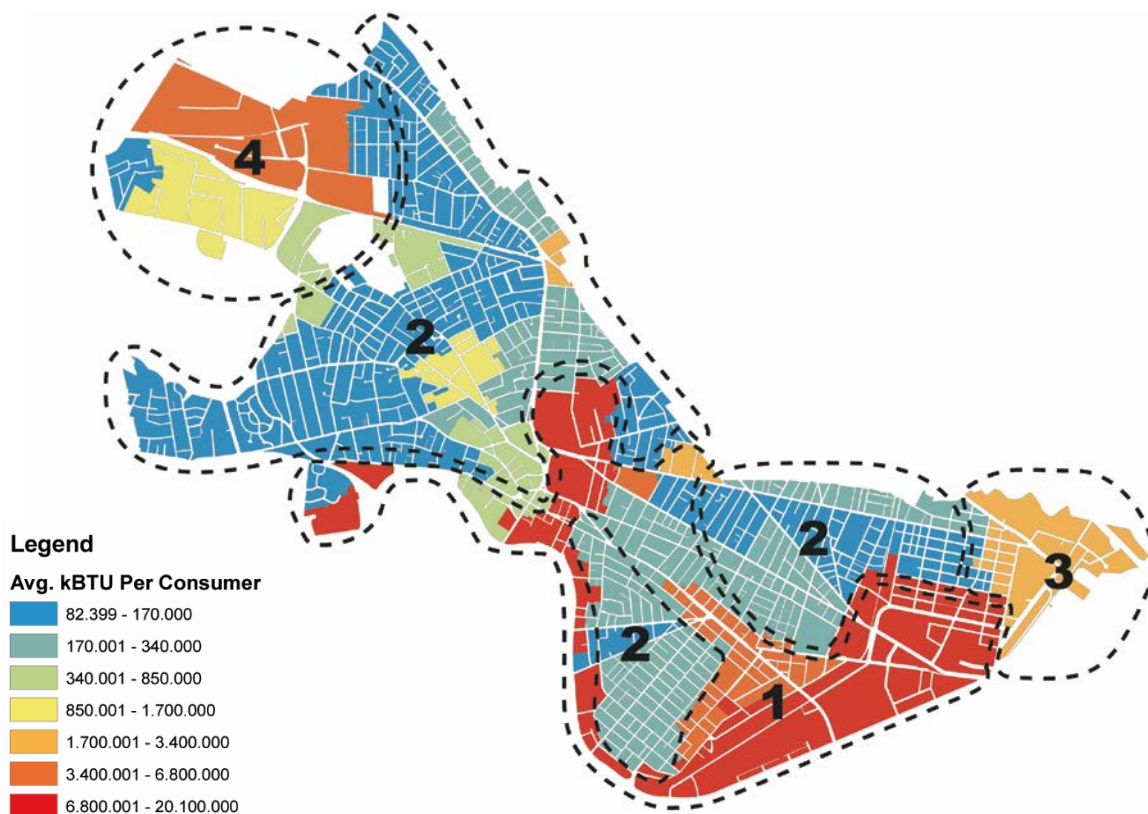 4
2
2
3
2
1
Legend
Avg. kBTU Per Consumer
82.399 - 170.000
170.001 - 340.000
340.001 - 850.000
850.001 - 1.700.000
1.700.001 - 3.400.000
3.400.001 - 6.800.000
6.800.001 - 20.100.000